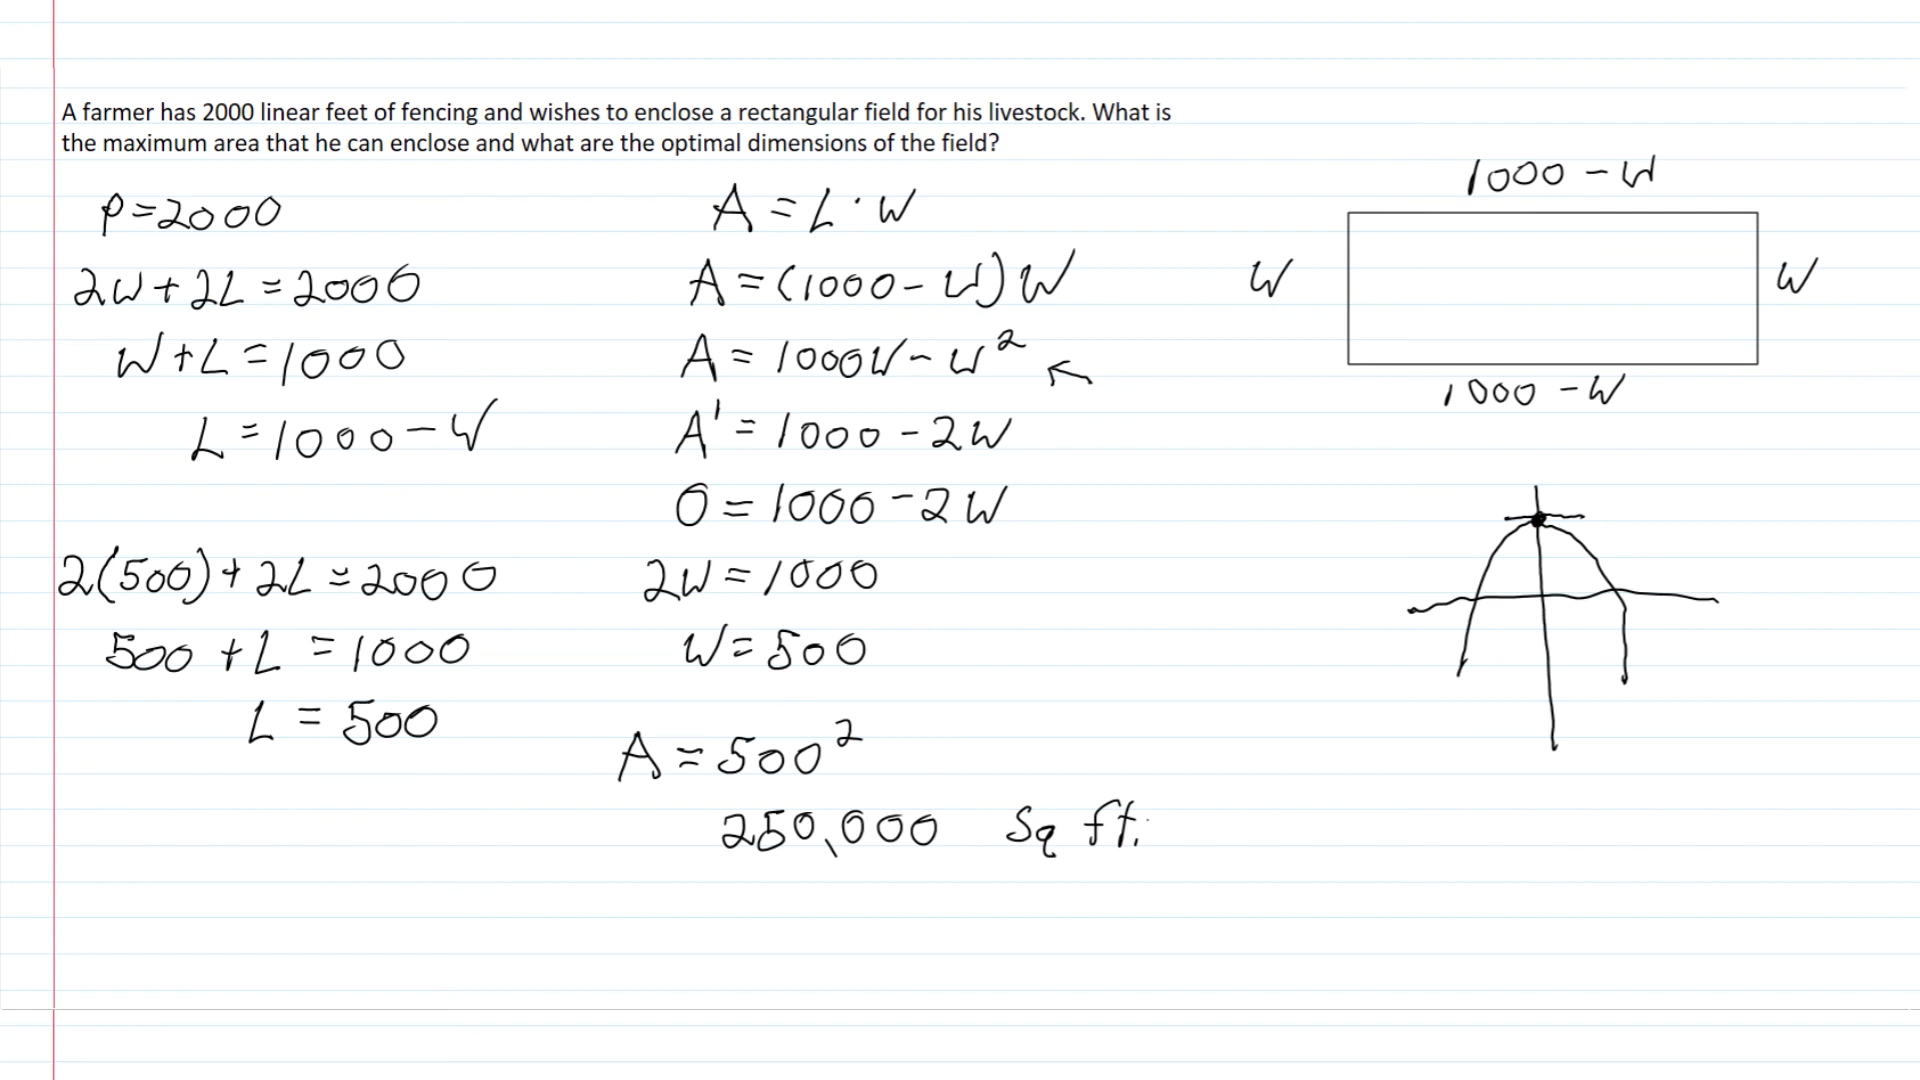 A farmer has 2000 linear feet of fencing and wishes to enclose a rectangular field for his livestock. What is
the maximum area that he can enclose and what are the optimal dimensions of the field?
P=2000
2W+2L=2000
W+L=1000
L=1000-W
2(500)+2L=2000
500+L=1000
L=500
A=L·W
A=(1000-W)W
A=1000W-W²
A'=1000-2W
0=1000-2W
2W=1000
W=500
A=500²
250,000 Sq ft.
1000-W
W
W
1000-W